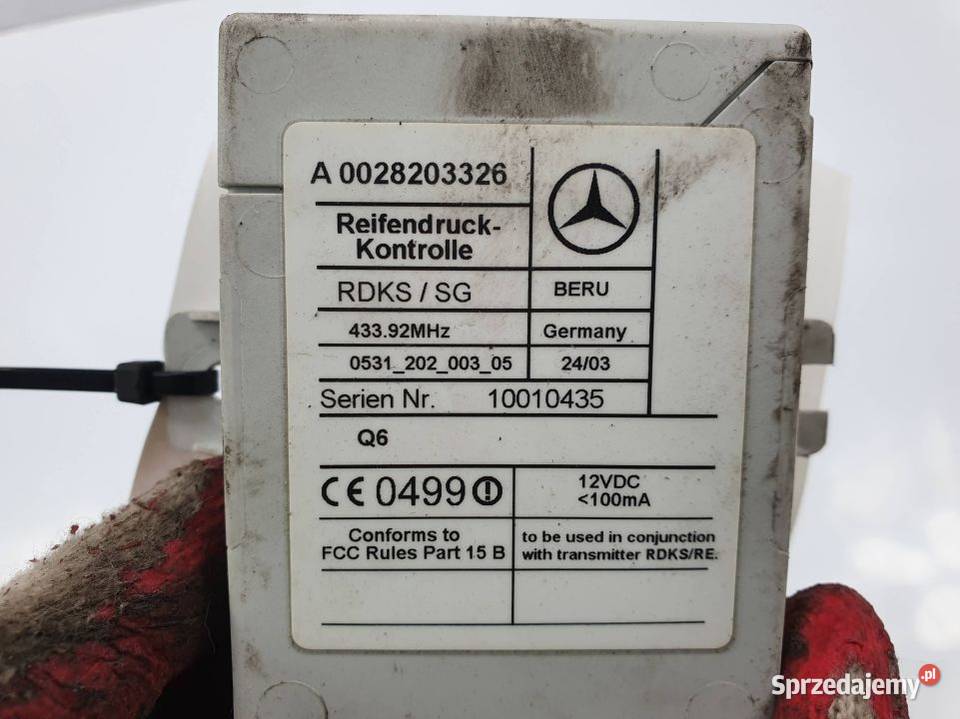 A 0028203326
Reifendruck-
Kontrolle
RDKS / SG
BERU
433.92MHz
Germany
0531_202_003_05
24/03
Serien Nr. 10010435
Q6
CE 0499
12VDC
<100mA
Conforms to
FCC Rules Part 15 B
to be used in conjunction
with transmitter RDKS/RE.
Sprzedajemy.pl